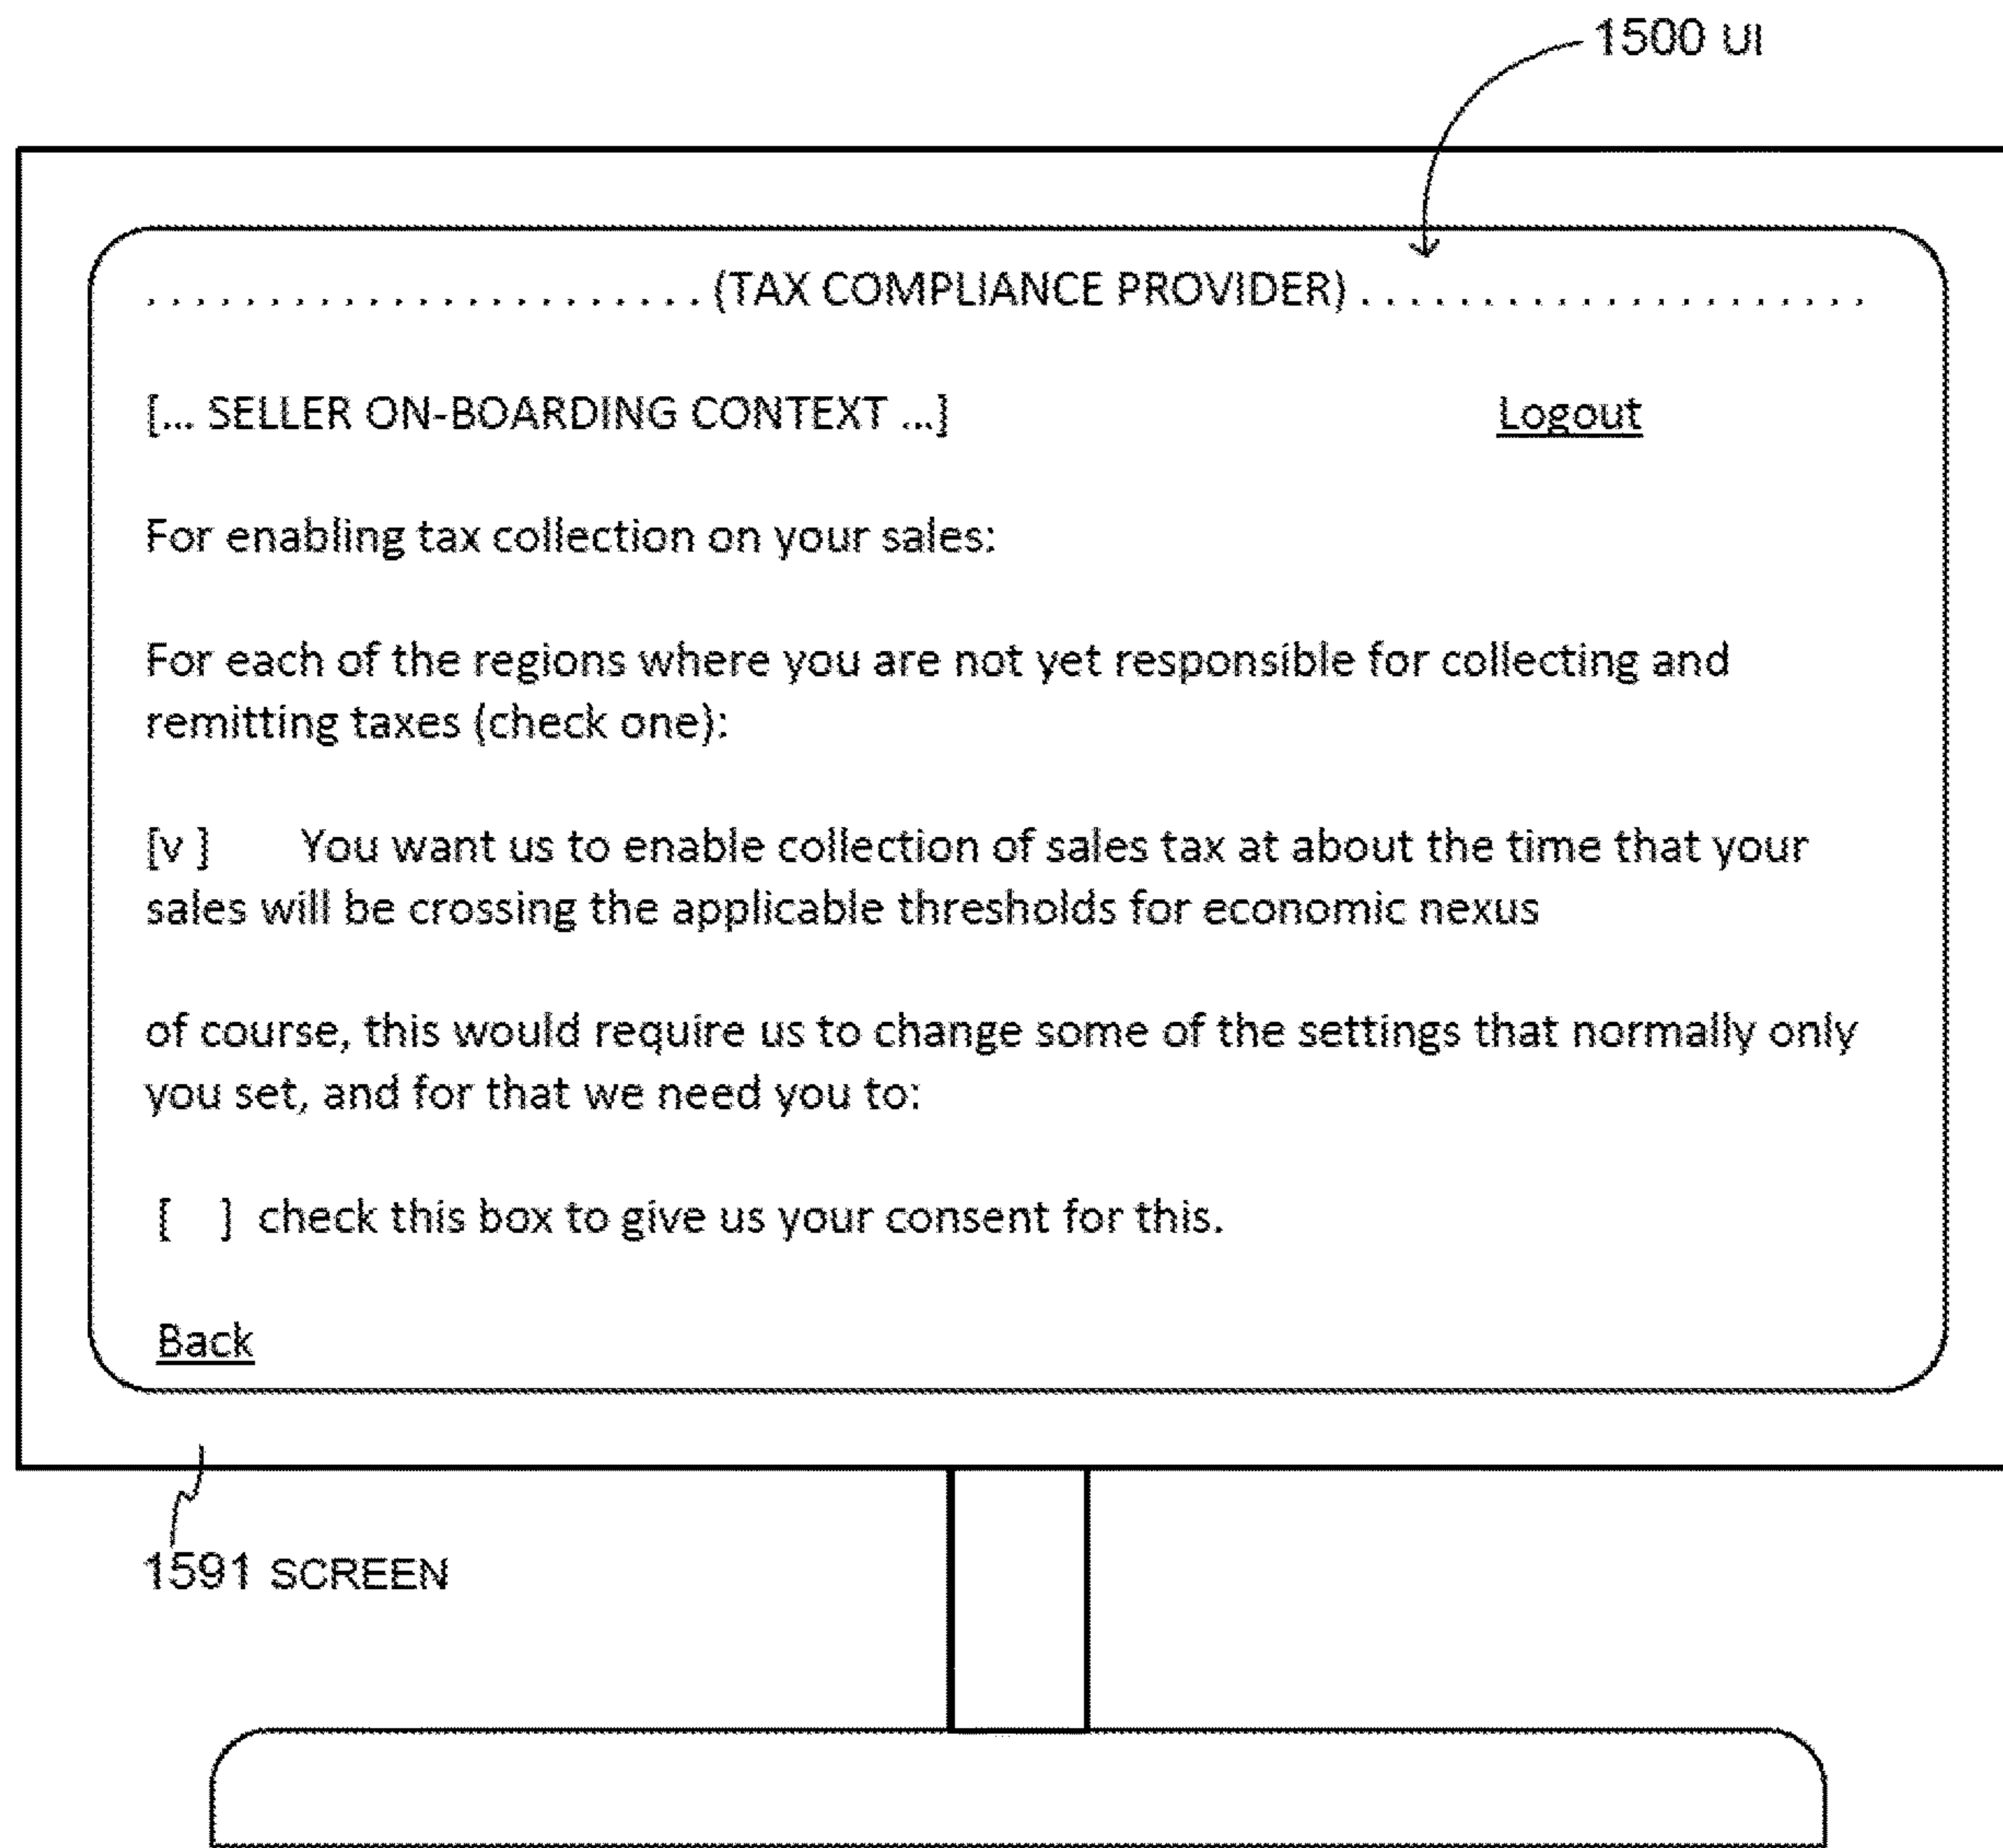 1500 UI
. . . . . . . . . . . . . . . . . . . . . . . (TAX COMPLIANCE PROVIDER) . . . . . . . . . . . . . . . . . . . . .
[... SELLER ON-BOARDING CONTEXT ...] Logout
For enabling tax collection on your sales:
For each of the regions where you are not yet responsible for collecting and
remitting taxes (check one):
[v ] You want us to enable collection of sales tax at about the time that your
sales will be crossing the applicable thresholds for economic nexus
of course, this would require us to change some of the settings that normally only
you set, and for that we need you to:
[ ] check this box to give us your consent for this.
Back
1591 SCREEN